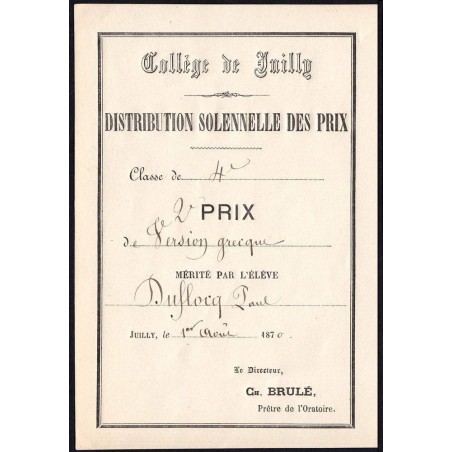 Collège de Juilly
DISTRIBUTION SOLENNELLE DES PRIX
Classe de 4e
2e PRIX
de Version grecque
MÉRITÉ PAR L'ÉLÈVE
Duflocq Paul
JUILLY, le 1er Août 1870.
Le Directeur,
CH. BRULÉ,
Prêtre de l'Oratoire.